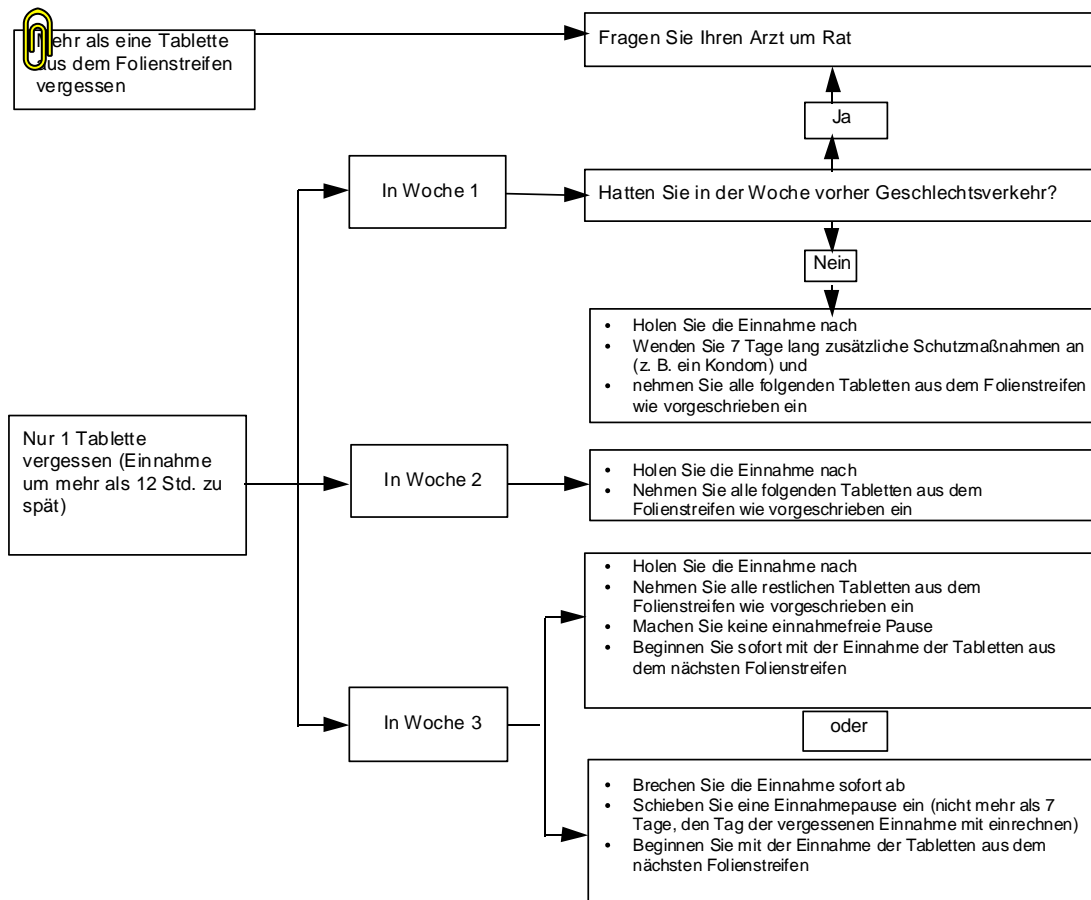 Mehr als eine Tablette
aus dem Folienstreifen
vergessen
Fragen Sie Ihren Arzt um Rat
Ja
In Woche 1
Hatten Sie in der Woche vorher Geschlechtsverkehr?
Nein
• Holen Sie die Einnahme nach
• Wenden Sie 7 Tage lang zusätzliche Schutzmaßnahmen an
(z. B. ein Kondom) und
• nehmen Sie alle folgenden Tabletten aus dem Folienstreifen
wie vorgeschrieben ein
Nur 1 Tablette
vergessen (Einnahme
um mehr als 12 Std. zu
spät)
In Woche 2
• Holen Sie die Einnahme nach
• Nehmen Sie alle folgenden Tabletten aus dem
Folienstreifen wie vorgeschrieben ein
In Woche 3
• Holen Sie die Einnahme nach
• Nehmen Sie alle restlichen Tabletten aus dem
Folienstreifen wie vorgeschrieben ein
• Machen Sie keine einnahmefreie Pause
• Beginnen Sie sofort mit der Einnahme der Tabletten aus
dem nächsten Folienstreifen
oder
• Brechen Sie die Einnahme sofort ab
• Schieben Sie eine Einnahmepause ein (nicht mehr als 7
Tage, den Tag der vergessenen Einnahme mit einrechnen)
• Beginnen Sie mit der Einnahme der Tabletten aus dem
nächsten Folienstreifen